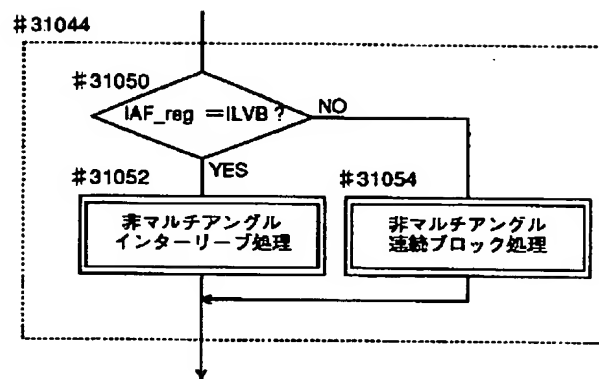 #31044
#31050
IAF_reg =ILVB ?
NO
YES
#31052
#31054
非マルチアングル
インターリーブ処理
非マルチアングル
連続ブロック処理